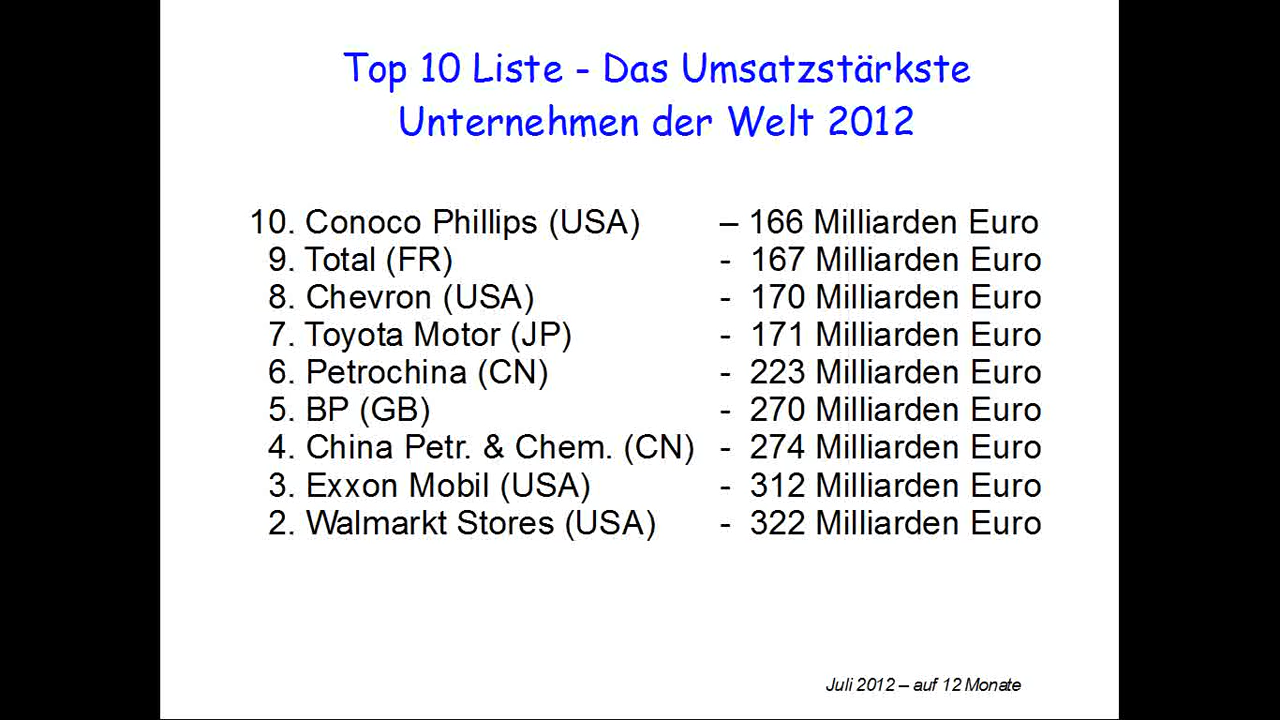 Top 10 Liste - Das Umsatzstärkste
Unternehmen der Welt 2012
10. Conoco Phillips (USA) – 166 Milliarden Euro
9. Total (FR) - 167 Milliarden Euro
8. Chevron (USA) - 170 Milliarden Euro
7. Toyota Motor (JP) - 171 Milliarden Euro
6. Petrochina (CN) - 223 Milliarden Euro
5. BP (GB) - 270 Milliarden Euro
4. China Petr. & Chem. (CN) - 274 Milliarden Euro
3. Exxon Mobil (USA) - 312 Milliarden Euro
2. Walmarkt Stores (USA) - 322 Milliarden Euro
Juli 2012 – auf 12 Monate